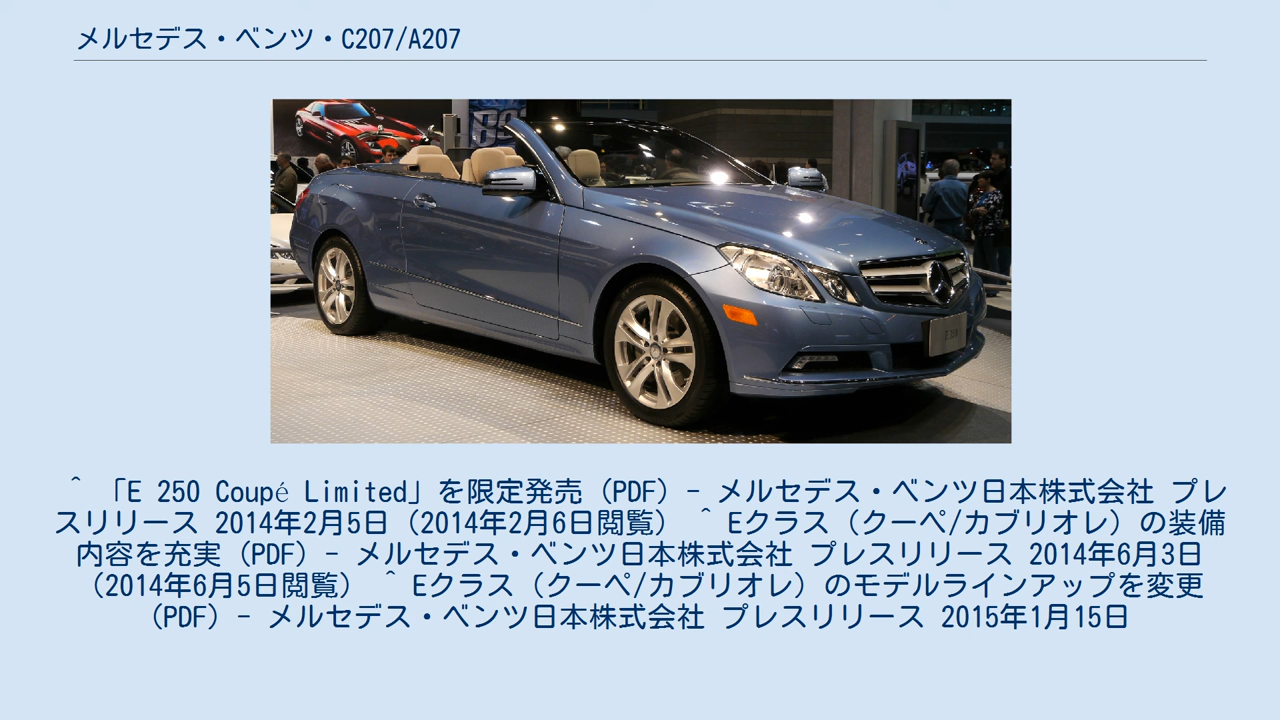 メルセデス・ベンツ・C207/A207
^ 「E 250 Coupé Limited」を限定発売（PDF）- メルセデス・ベンツ日本株式会社 プレ
スリリース 2014年2月5日（2014年2月6日閲覧） ^ Eクラス（クーペ/カブリオレ）の装備
内容を充実（PDF）- メルセデス・ベンツ日本株式会社 プレスリリース 2014年6月3日
（2014年6月5日閲覧） ^ Eクラス（クーペ/カブリオレ）のモデルラインアップを変更
（PDF）- メルセデス・ベンツ日本株式会社 プレスリリース 2015年1月15日